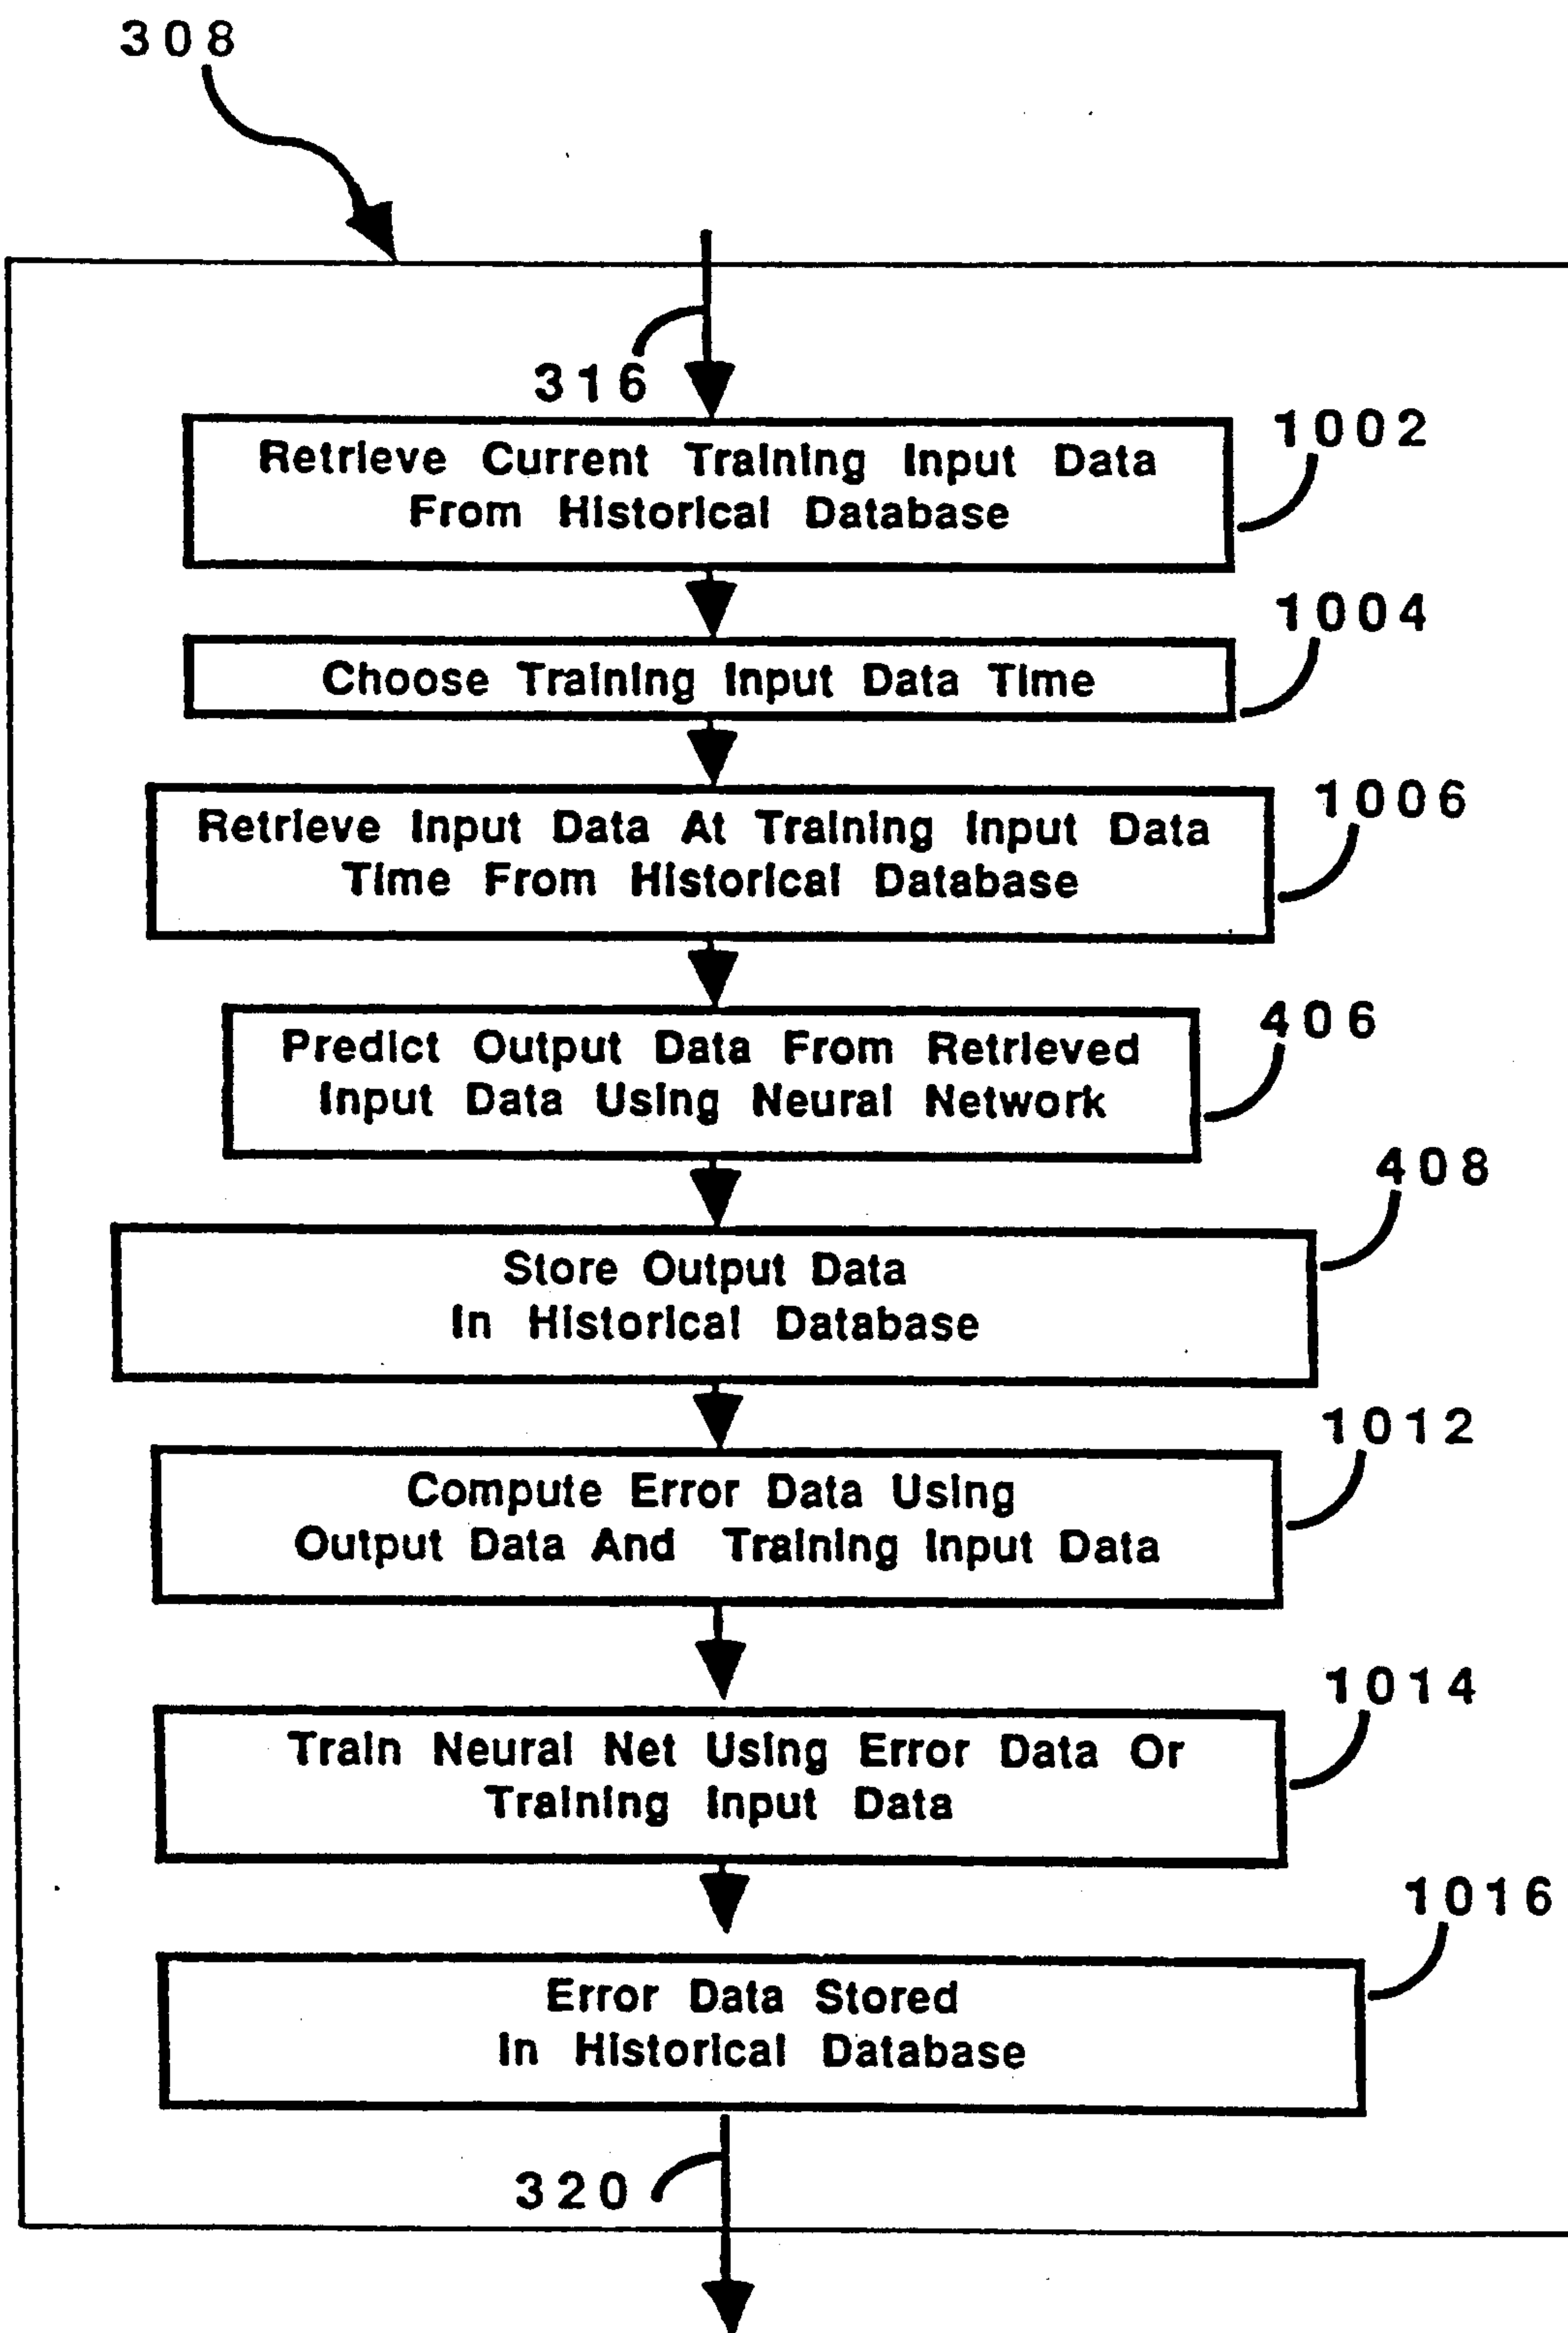 308
316
1002
Retrieve Current Training Input Data
From Historical Database
1004
Choose Training Input Data Time
1006
Retrieve Input Data At Training Input Data
Time From Historical Database
406
Predict Output Data From Retrieved
Input Data Using Neural Network
408
Store Output Data
In Historical Database
1012
Compute Error Data Using
Output Data And Training Input Data
1014
Train Neural Net Using Error Data Or
Training Input Data
1016
Error Data Stored
In Historical Database
320